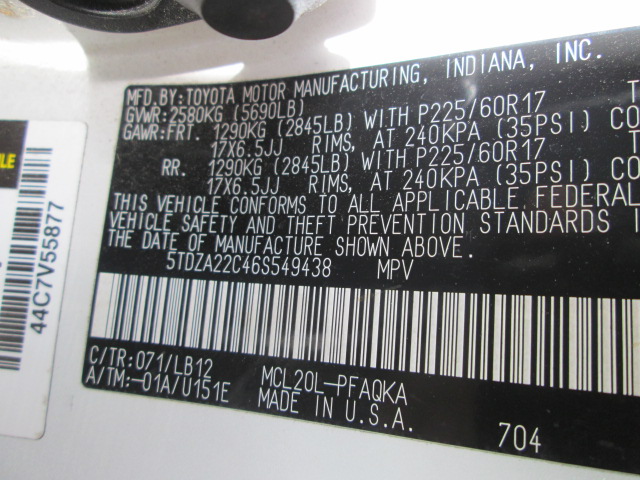 MFD.BY:TOYOTA MOTOR MANUFACTURING, INDIANA, INC.
GVWR:2580KG (5690LB)
GAWR:FRT. 1290KG (2845LB) WITH P225/60R17
17X6.5JJ RIMS, AT 240KPA (35PSI) CO
RR. 1290KG (2845LB) WITH P225/60R17
17X6.5JJ RIMS, AT 240KPA (35PSI) CO
THIS VEHICLE CONFORMS TO ALL APPLICABLE FEDERAL
VEHICLE SAFETY AND THEFT PREVENTION STANDARDS
THE DATE OF MANUFACTURE SHOWN ABOVE.
5TDZA22C46S549438 MPV
C/TR:071/LB12 MCL20L-PFAQKA
A/TM:-01A/U151E MADE IN U.S.A.
704
44C7V55877